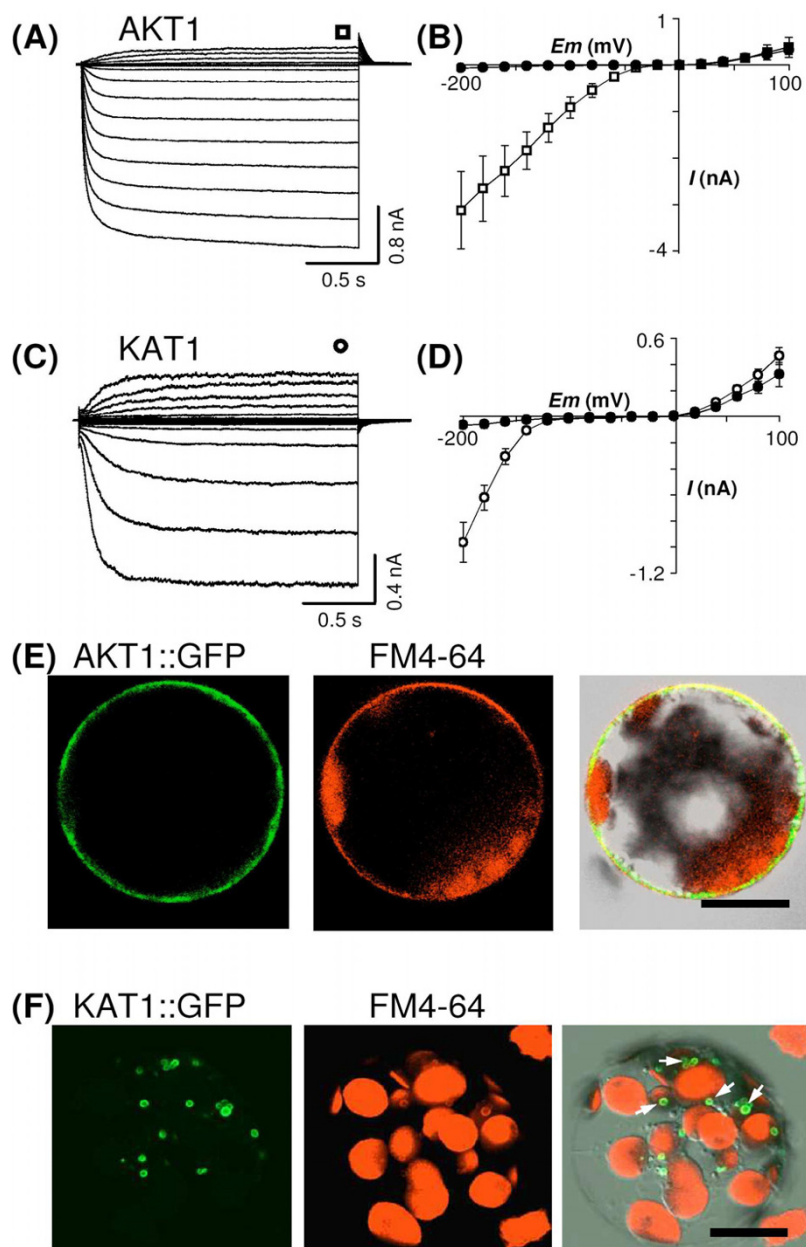 (A) AKT1
0.8 nA
0.5 s
(B)
1
Em (mV)
-200
100
I (nA)
-4
(C) KAT1
0.4 nA
0.5 s
(D)
0.6
Em (mV)
-200
100
I (nA)
-1.2
(E) AKT1::GFP FM4-64
(F) KAT1::GFP FM4-64